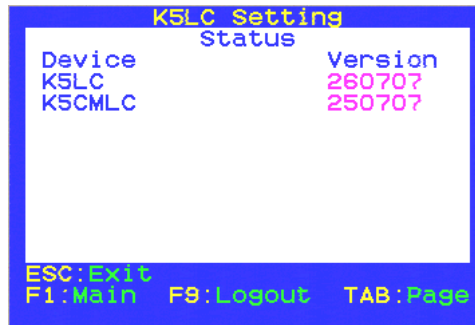 K5LC Setting
Status
Device Version
K5LC 260707
K5CMLC 250707
ESC:Exit
F1:Main F9:Logout TAB:Page